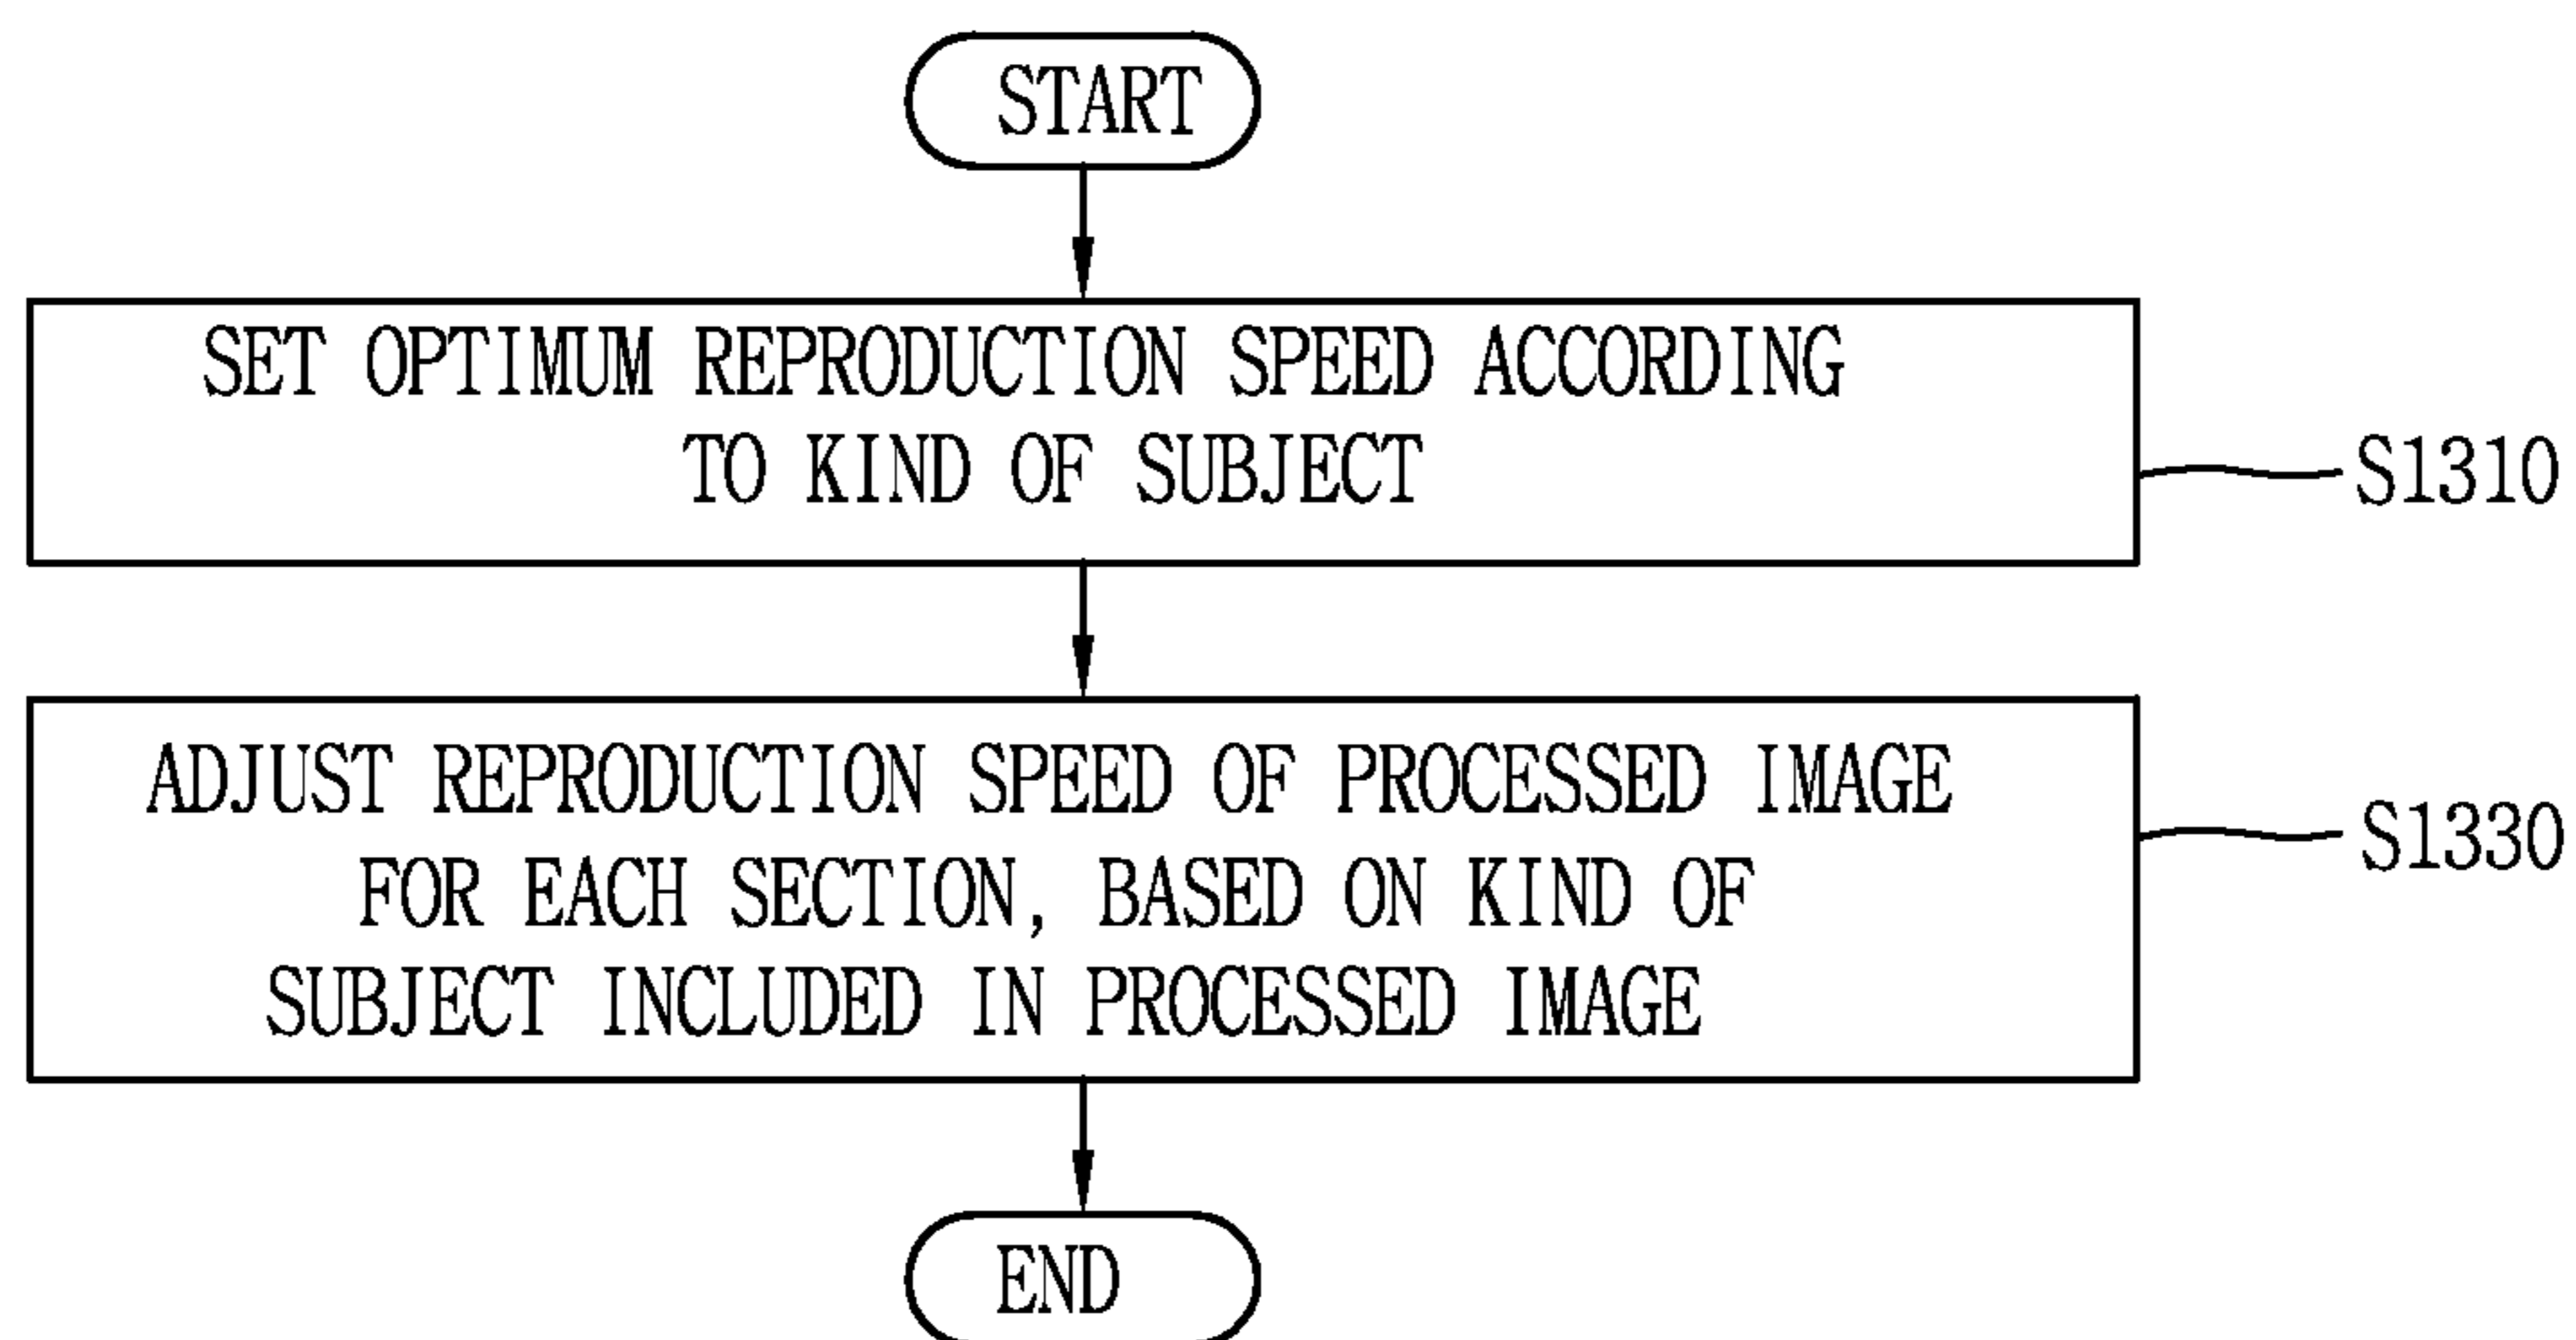 START
SET OPTIMUM REPRODUCTION SPEED ACCORDING
TO KIND OF SUBJECT
S1310
ADJUST REPRODUCTION SPEED OF PROCESSED IMAGE
FOR EACH SECTION, BASED ON KIND OF
SUBJECT INCLUDED IN PROCESSED IMAGE
S1330
END